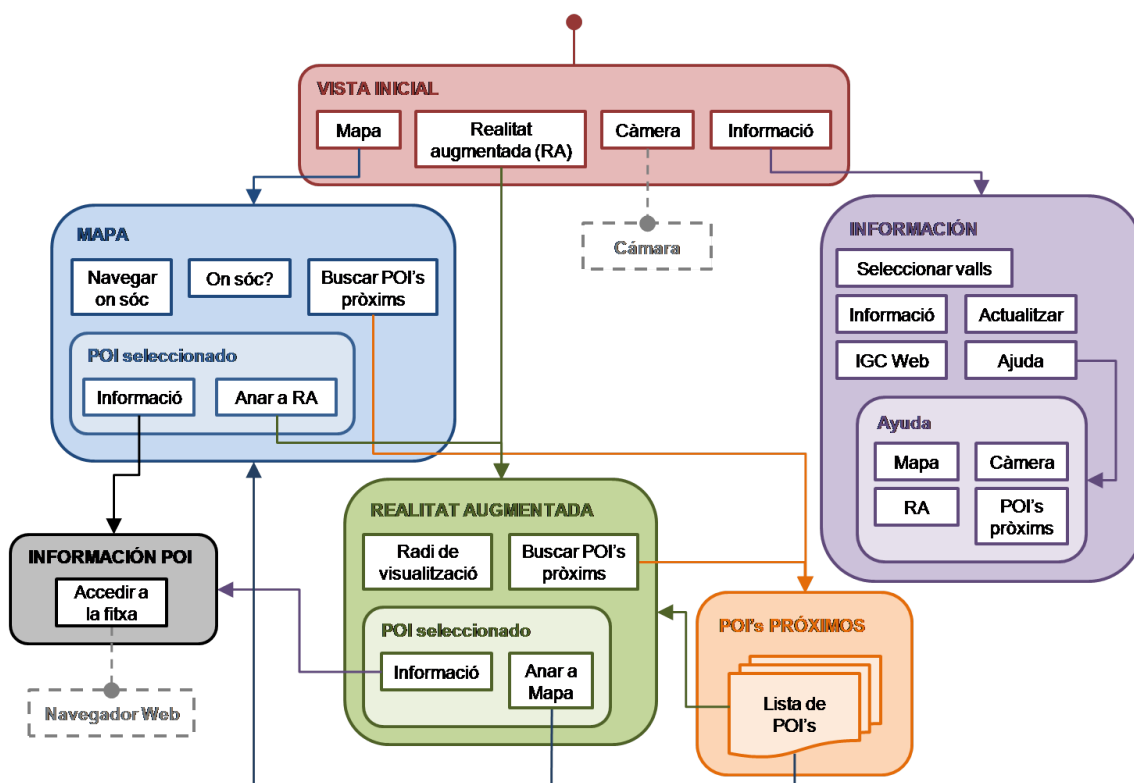 VISTA INICIAL
Mapa
Realitat
augmentada (RA)
Càmera
Informació
Cámara
MAPA
Navegar
on sóc
On sóc?
Buscar POI's
pròxims
POI seleccionado
Informació
Anar a RA
INFORMACIÓN
Seleccionar valls
Informació
Actualitzar
IGC Web
Ajuda
Ayuda
Mapa
Càmera
RA
POI's
pròxims
REALITAT AUGMENTADA
Radi de
visualització
Buscar POI's
pròxims
POI seleccionado
Informació
Anar a
Mapa
INFORMACIÓN POI
Accedir a
la fitxa
Navegador Web
POI's PRÓXIMOS
Lista de
POI's